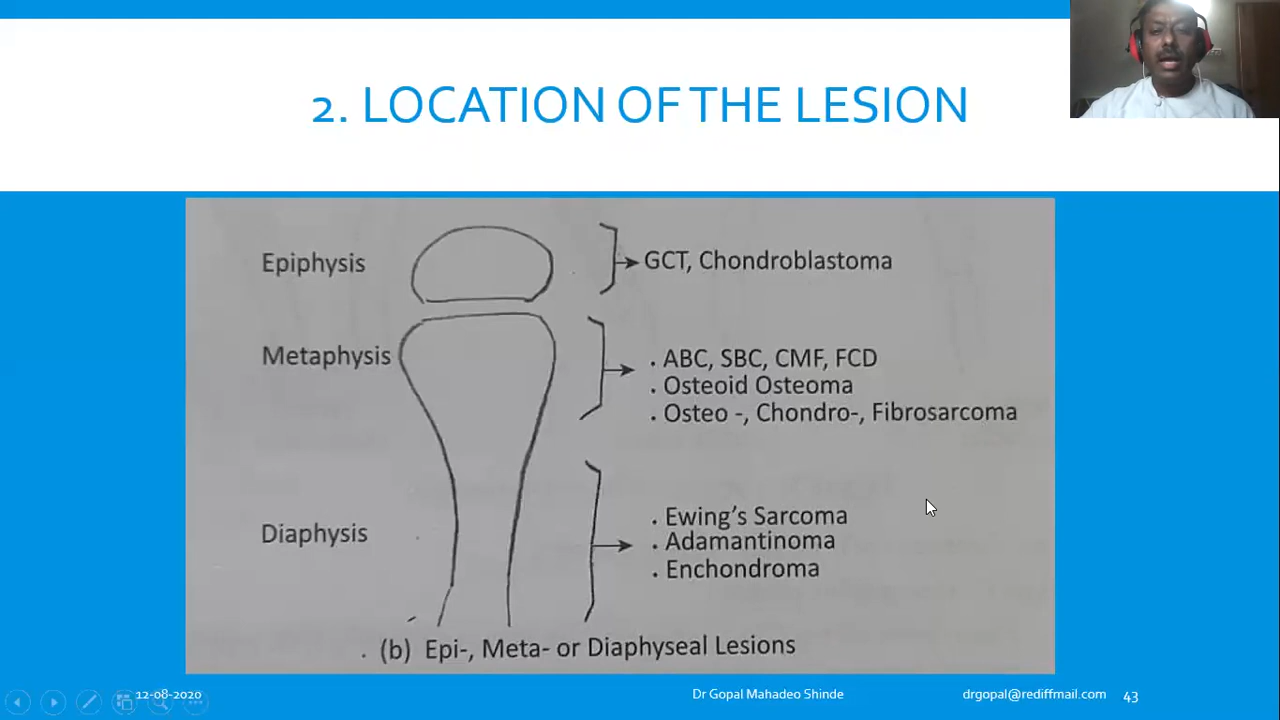 2. LOCATION OF THE LESION
Epiphysis
GCT, Chondroblastoma
Metaphysis
. ABC, SBC, CMF, FCD
. Osteoid Osteoma
. Osteo -, Chondro-, Fibrosarcoma
Diaphysis
. Ewing's Sarcoma
. Adamantinoma
. Enchondroma
. (b) Epi-, Meta- or Diaphyseal Lesions
12-08-2020
Dr Gopal Mahadeo Shinde
drgopal@rediffmail.com
43